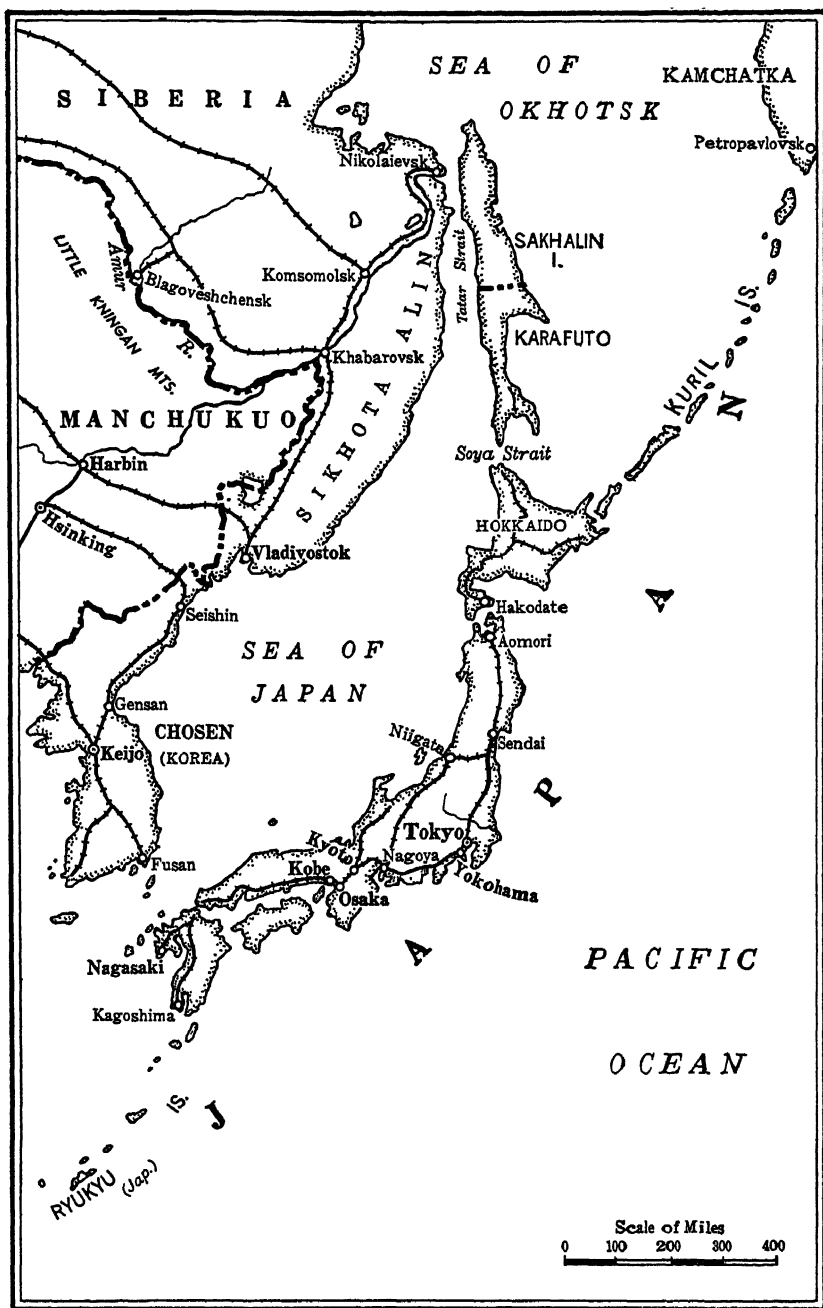 SEA OF
OKHOTSK
KAMCHATKA
Petropavlovsk
SIBERIA
Nikolaievsk
SAKHALIN
I.
Tatar Strait
KARAFUTO
Komsomolsk
Amur
R.
Blagoveshchensk
LITTLE KNINGAN MTS.
Khabarovsk
SIKHOTA ALIN
KURIL IS.
MANCHUKUO
Soya Strait
Harbin
Hsinking
HOKKAIDO
Vladivostok
Seishin
Hakodate
Aomori
SEA OF
JAPAN
Gensan
CHOSEN
(KOREA)
Keijo
Niigata
Sendai
Fusan
Tokyo
Kyoto
Nagoya
Yokohama
Kobe
Osaka
JAPAN
Nagasaki
Kagoshima
PACIFIC
OCEAN
RYUKYU IS.
(Jap.)
Scale of Miles
0 100 200 300 400